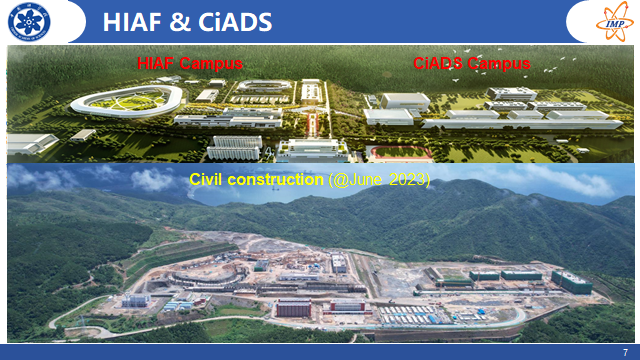 HIAF & CiADS
IMP
HIAF Campus
CiADS Campus
Civil construction (@June 2023)
7